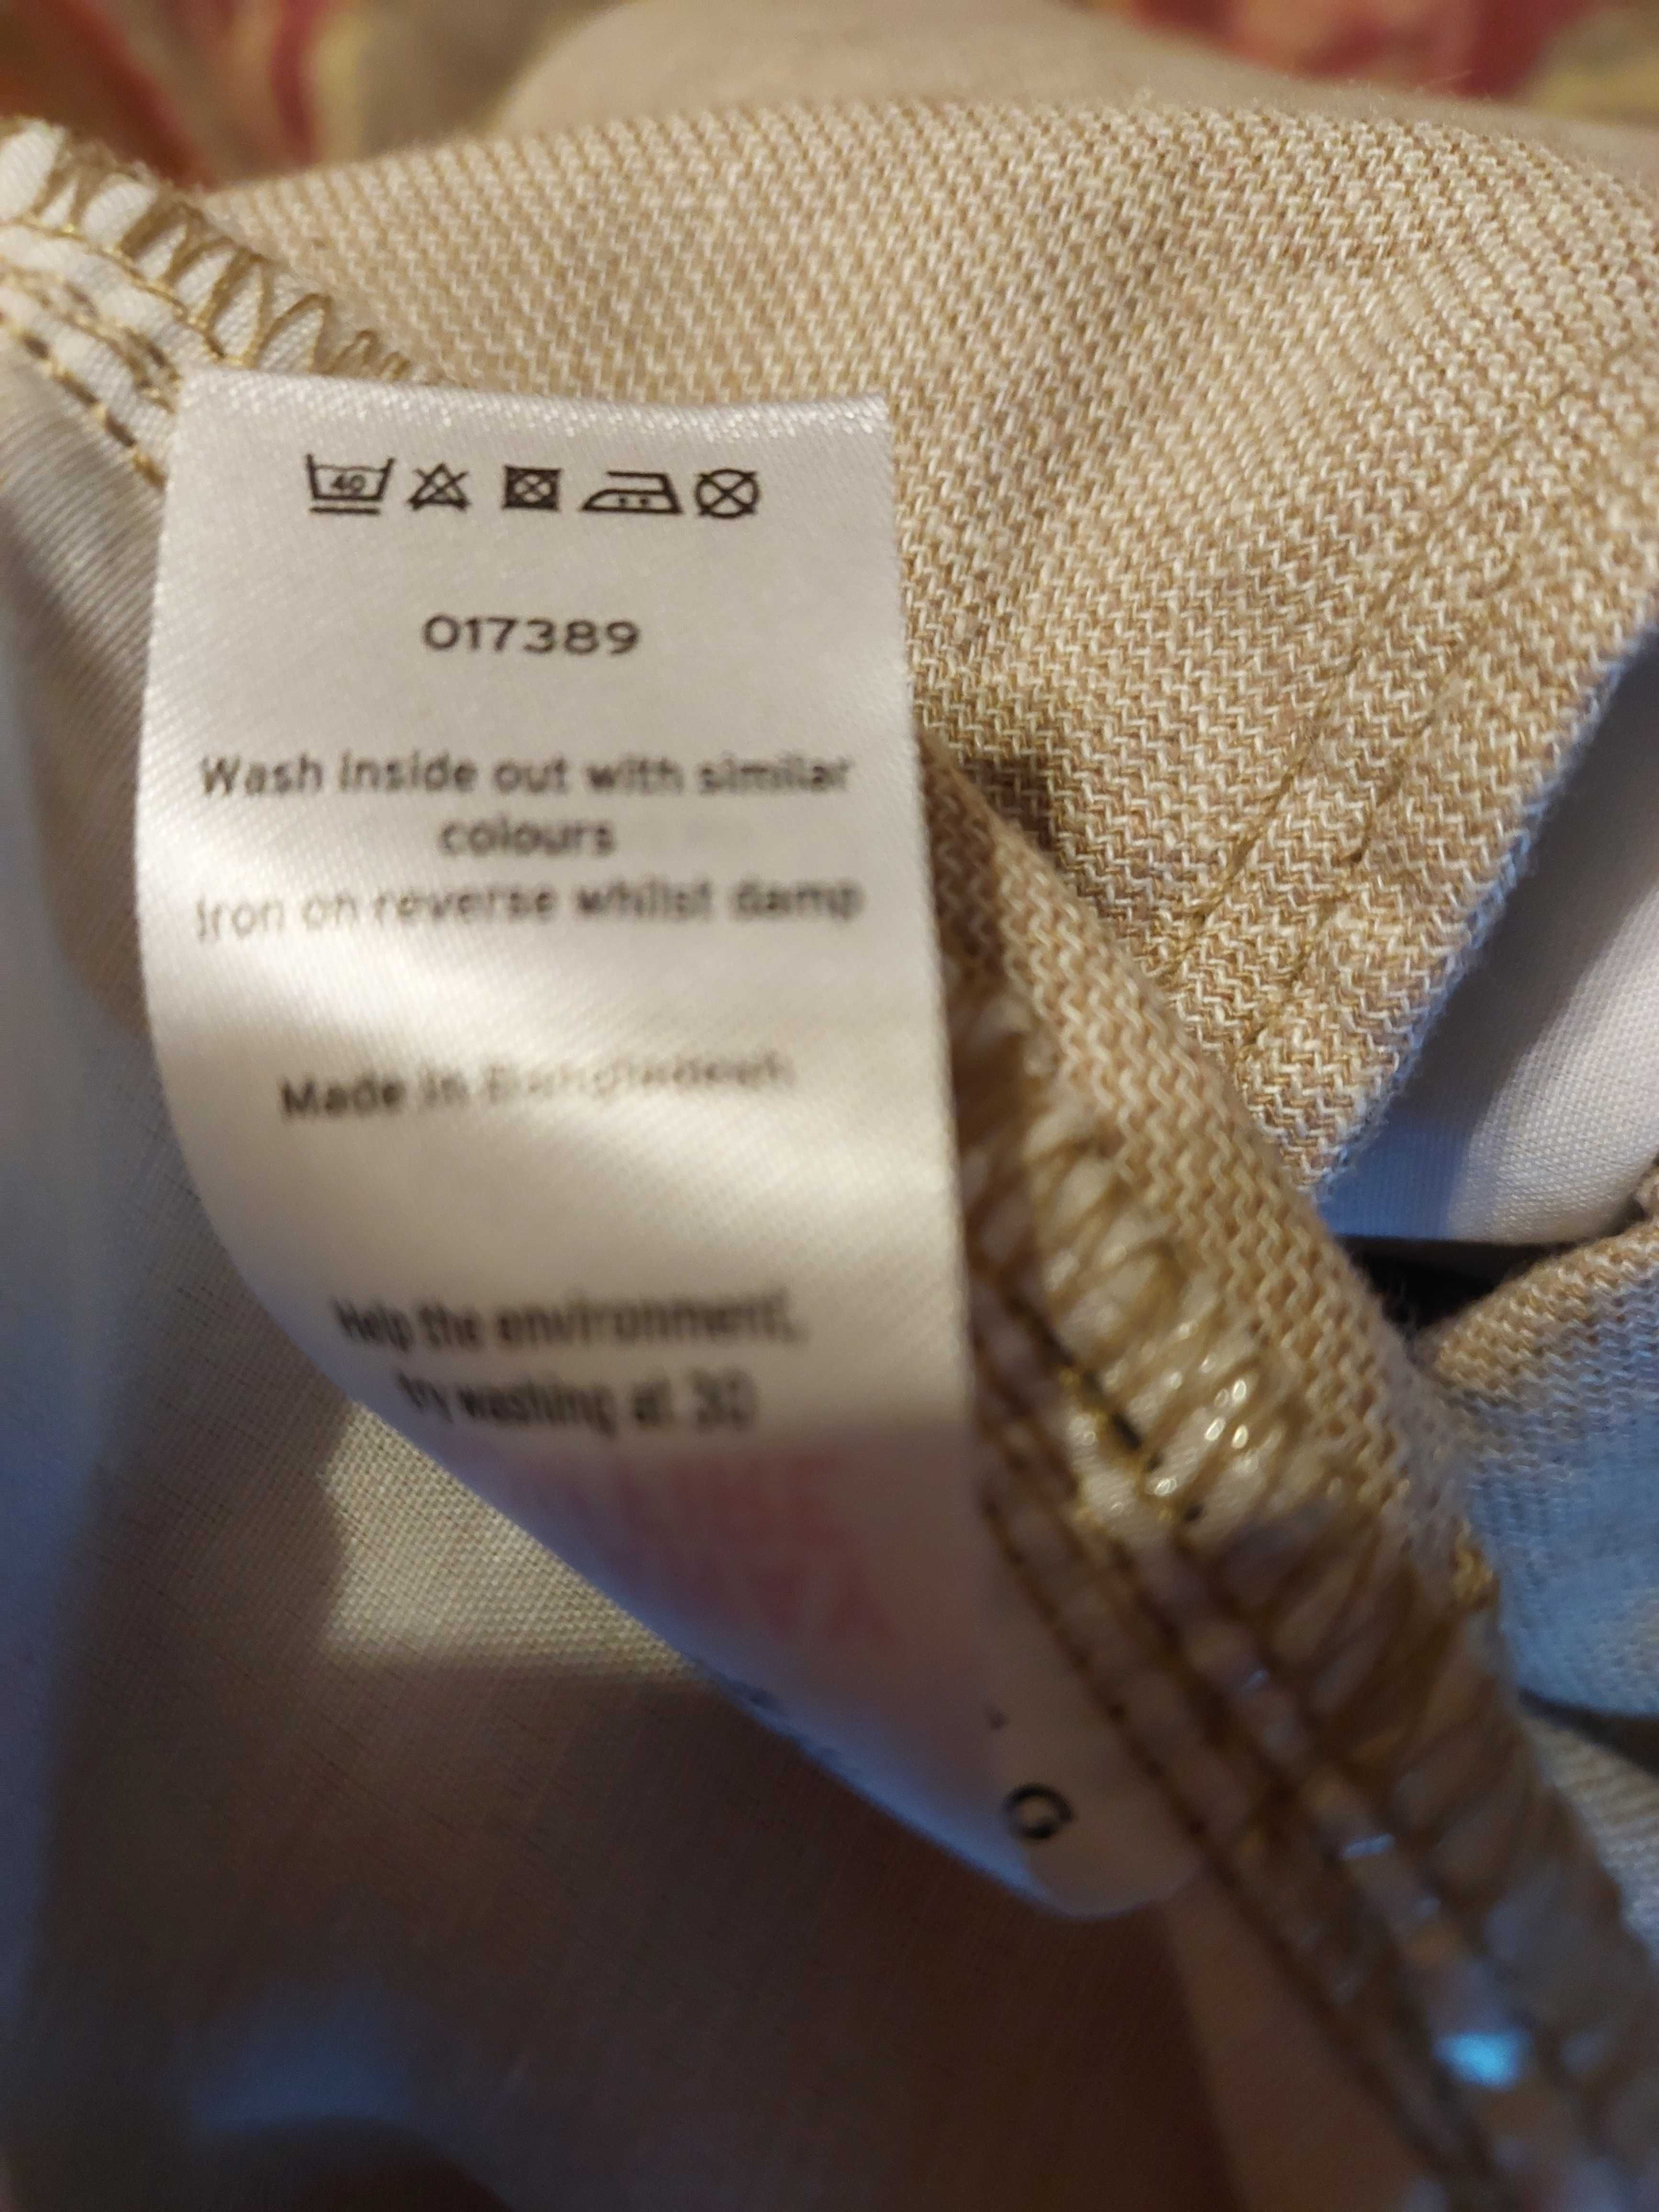 40
017389
Wash inside out with similar
colours
Iron on reverse whilst damp
Made in Bangladesh
Help the environment,
try washing at 30